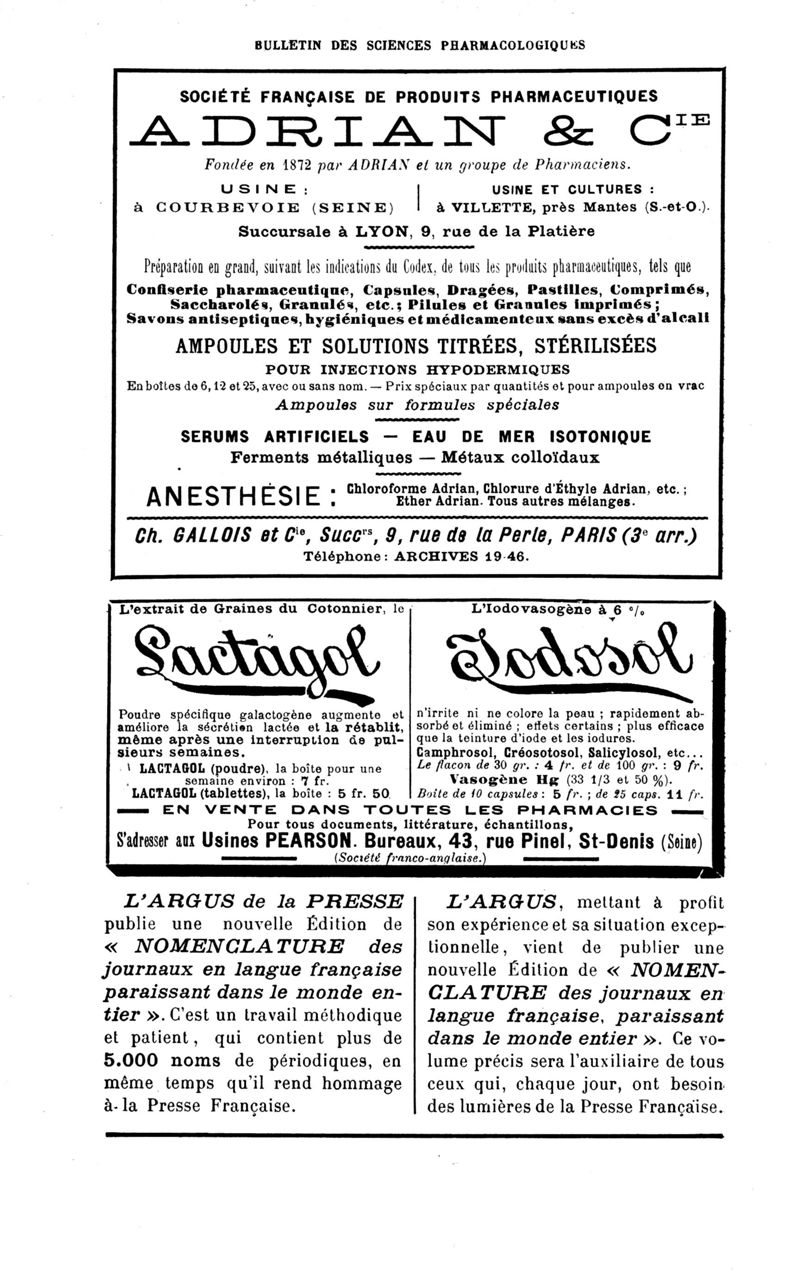 BULLETIN DES SCIENCES PHARMACOLOGIQUES
SOCIÉTÉ FRANÇAISE DE PRODUITS PHARMACEUTIQUES
ADRIAN & CIE
Fondée en 1872 par ADRIAN et un groupe de Pharmaciens.
USINE :
à COURBEVOIE (SEINE)
USINE ET CULTURES :
à VILLETTE, près Mantes (S.-et-O.).
Succursale à LYON, 9, rue de la Platière
Préparation en grand, suivant les indications du Codex, de tous les produits pharmaceutiques, tels que
Confiserie pharmaceutique, Capsules, Dragées, Pastilles, Comprimés,
Saccharolés, Granulés, etc.; Pilules et Granules imprimés;
Savons antiseptiques, hygiéniques et médicamenteux sans excès d'alcali
AMPOULES ET SOLUTIONS TITRÉES, STÉRILISÉES
POUR INJECTIONS HYPODERMIQUES
En boîtes de 6, 12 et 25, avec ou sans nom. — Prix spéciaux par quantités et pour ampoules en vrac
Ampoules sur formules spéciales
SERUMS ARTIFICIELS — EAU DE MER ISOTONIQUE
Ferments métalliques — Métaux colloïdaux
ANESTHÉSIE : Chloroforme Adrian, Chlorure d'Éthyle Adrian, etc. ;
Ether Adrian. Tous autres mélanges.
Ch. GALLOIS et Cie, Succrs, 9, rue de la Perle, PARIS (3e arr.)
Téléphone : ARCHIVES 19-46.
L'extrait de Graines du Cotonnier, le
Lactagol
Poudre spécifique galactogène augmente et
améliore la sécrétion lactée et la rétablit,
même après une interruption de plu-
sieurs semaines.
LACTAGOL (poudre), la boîte pour une
semaine environ : 7 fr.
LACTAGOL (tablettes), la boîte : 5 fr. 50
L'Iodovasogène à 6 %
Iodosol
n'irrite ni ne colore la peau ; rapidement ab-
sorbé et éliminé ; effets certains ; plus efficace
que la teinture d'iode et les iodures.
Camphrosol, Créosotosol, Salicylosol, etc...
Le flacon de 30 gr. : 4 fr. et de 100 gr. : 9 fr.
Vasogène Hg (33 1/3 et 50 %).
Boîte de 10 capsules : 5 fr. ; de 25 caps. 11 fr.
— EN VENTE DANS TOUTES LES PHARMACIES —
Pour tous documents, littérature, échantillons,
S'adresser aux Usines PEARSON. Bureaux, 43, rue Pinel, St-Denis (Seine)
(Société franco-anglaise.)
L'ARGUS de la PRESSE
publie une nouvelle Édition de
« NOMENCLATURE des
journaux en langue française
paraissant dans le monde en-
tier ». C'est un travail méthodique
et patient, qui contient plus de
5.000 noms de périodiques, en
même temps qu'il rend hommage
à la Presse Française.
L'ARGUS, mettant à profit
son expérience et sa situation excep-
tionnelle, vient de publier une
nouvelle Édition de « NOMEN-
CLATURE des journaux en
langue française, paraissant
dans le monde entier ». Ce vo-
lume précis sera l'auxiliaire de tous
ceux qui, chaque jour, ont besoin
des lumières de la Presse Française.